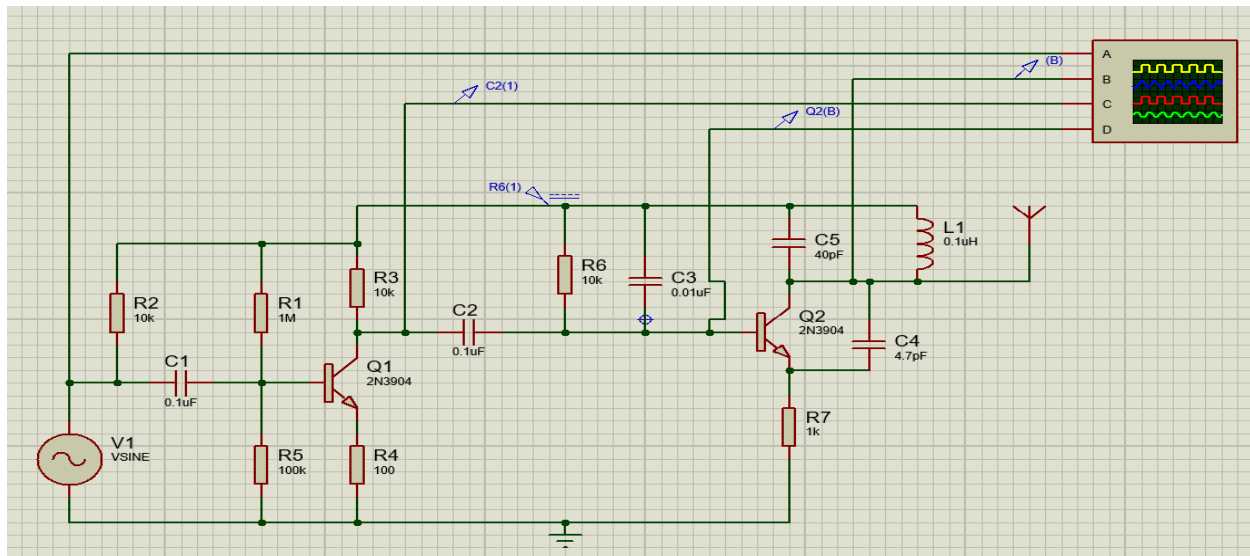 A
(B)
B
C2(1)
C
Q2(B)
D
R6(1)
L1
0.1uH
C5
40pF
R2
10k
R1
1M
R3
10k
R6
10k
C3
0.01uF
C2
0.1uF
Q2
2N3904
C4
4.7pF
C1
0.1uF
Q1
2N3904
R7
1k
V1
VSINE
R5
100k
R4
100